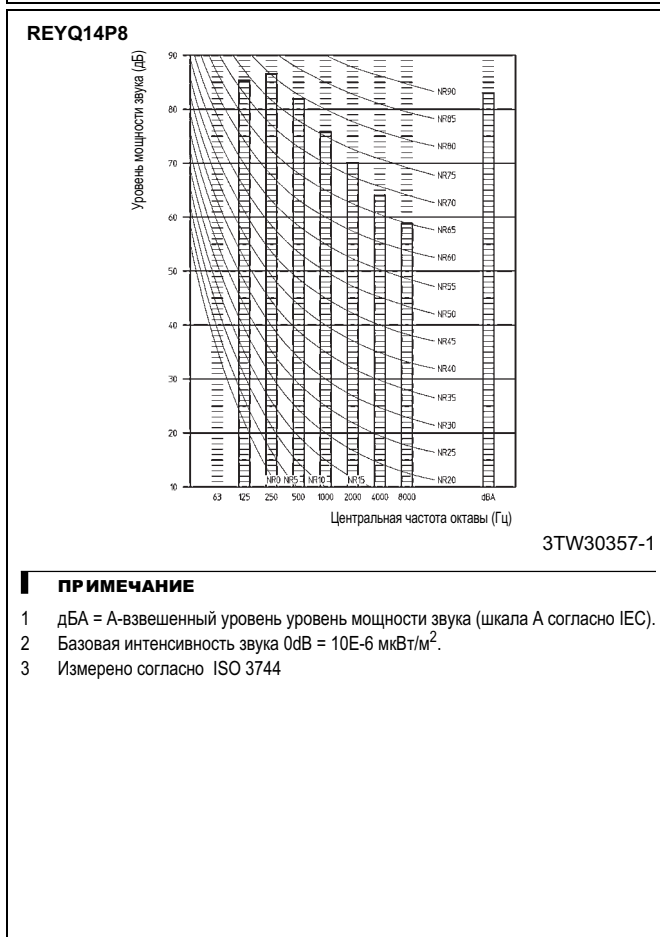 REYQ14P8
Уровень мощности звука (дБ)
90
80
70
60
50
40
30
20
10
NR90
NR85
NR80
NR75
NR70
NR65
NR60
NR55
NR50
NR45
NR40
NR35
NR30
NR25
NR20
NR0 NR5 NR10 NR15
63 125 250 500 1000 2000 4000 8000 dBA
Центральная частота октавы (Гц)
3TW30357-1
ПРИМЕЧАНИЕ
1 дБА = А-взвешенный уровень уровень мощности звука (шкала А согласно IEC).
2 Базовая интенсивность звука 0dB = 10E-6 мкВт/м².
3 Измерено согласно ISO 3744